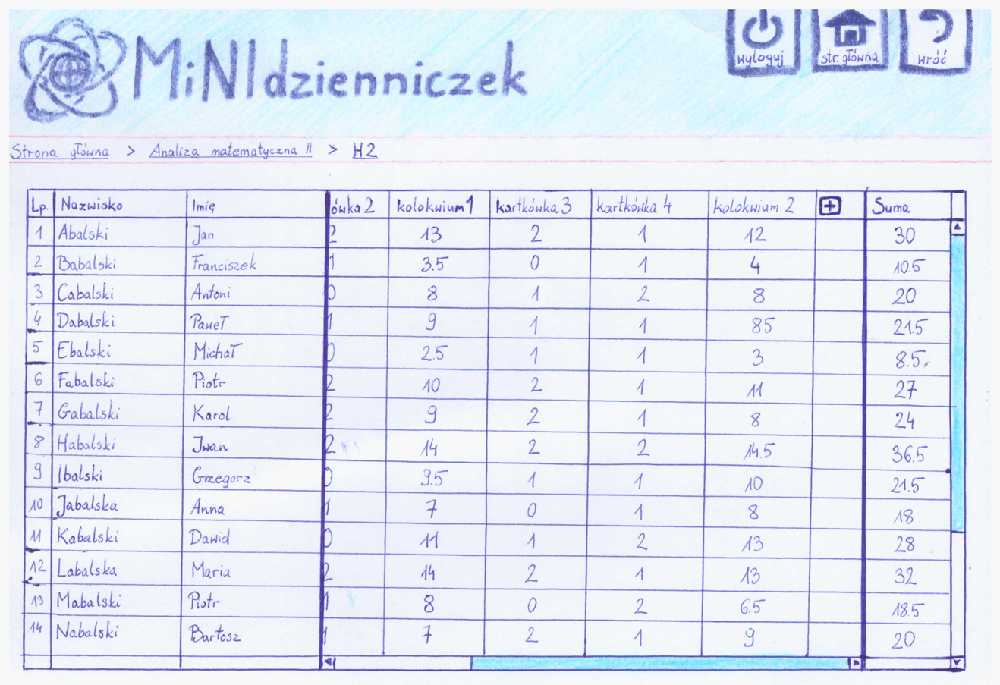 MiNIdzienniczek
wyloguj
str. główna
wróć
Strona główna > Analiza matematyczna II > H2
Lp. Nazwisko Imię ówka 2 kolokwium 1 kartkówka 3 kartkówka 4 kolokwium 2 + Suma
1 Abalski Jan 2 13 2 1 12 30
2 Babalski Franciszek 1 3.5 0 1 4 10.5
3 Cabalski Antoni 0 8 1 2 8 20
4 Dabalski Paweł 1 9 1 1 8.5 21.5
5 Ebalski Michał 0 2.5 1 1 3 8.5
6 Fabalski Piotr 2 10 2 1 11 27
7 Gabalski Karol 2 9 2 1 8 24
8 Habalski Iwan 2 14 2 2 14.5 36.5
9 Ibalski Grzegorz 0 9.5 1 1 10 21.5
10 Jabalska Anna 1 7 0 1 8 18
11 Kabalski Dawid 0 11 1 2 13 28
12 Labalska Maria 2 14 2 1 13 32
13 Mabalski Piotr 1 8 0 2 6.5 18.5
14 Nabalski Bartosz 1 7 2 1 9 20